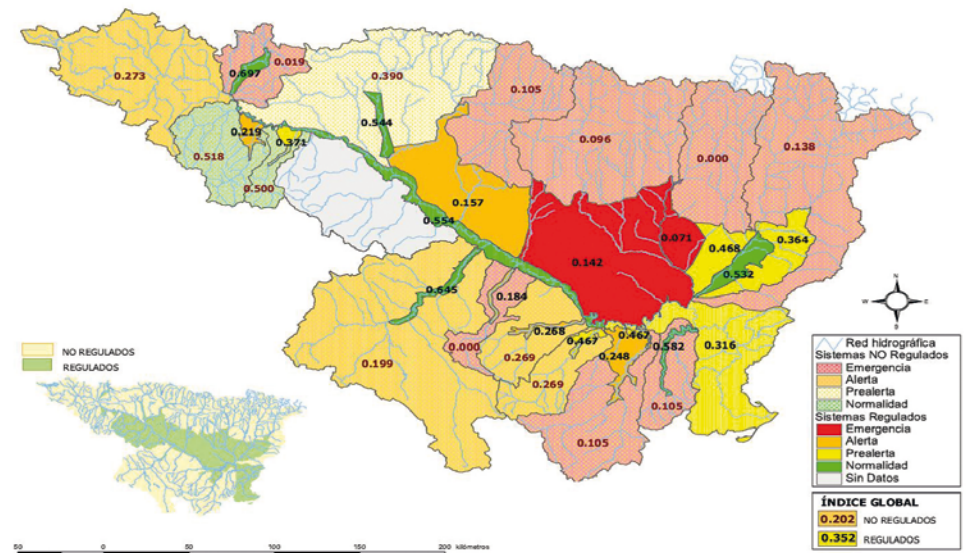 0.273
0.697
0.019
0.390
0.105
0.096
0.000
0.138
0.219
0.371
0.544
0.518
0.500
0.157
0.554
0.071
0.468
0.364
0.142
0.532
0.645
0.184
0.268
0.467
0.467
0.582
0.316
0.000
0.199
0.269
0.248
0.269
0.105
0.105
NO REGULADOS
REGULADOS
N
W E
S
Red hidrográfica
Sistemas NO Regulados
Emergencia
Alerta
Prealerta
Normalidad
Sistemas Regulados
Emergencia
Alerta
Prealerta
Normalidad
Sin Datos
ÍNDICE GLOBAL
0.202 NO REGULADOS
0.352 REGULADOS
50 0 50 100 200 kilómetros